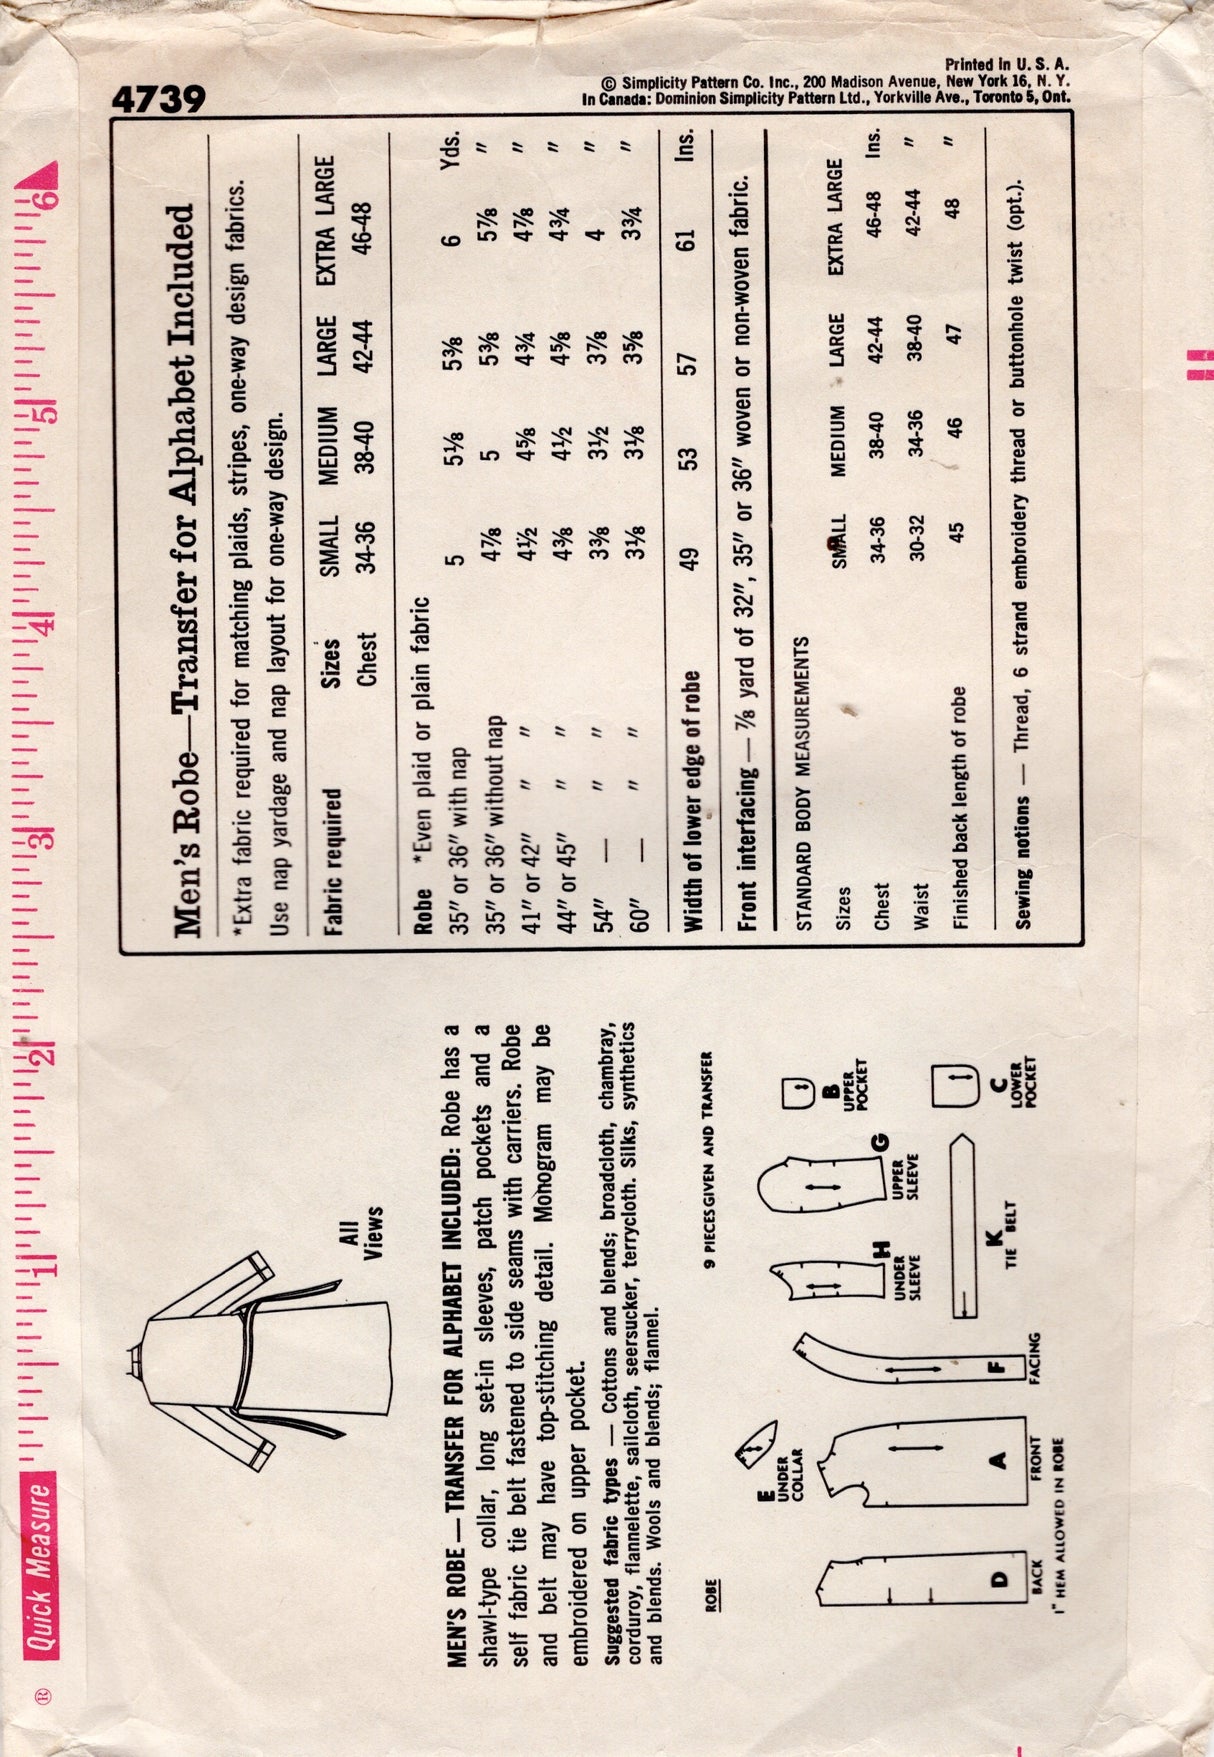 4739
Printed in U. S. A.
© Simplicity Pattern Co. Inc., 200 Madison Avenue, New York 16, N. Y.
In Canada: Dominion Simplicity Pattern Ltd., Yorkville Ave., Toronto 5, Ont.
Men's Robe—Transfer for Alphabet Included
*Extra fabric required for matching plaids, stripes, one-way design fabrics.
Use nap yardage and nap layout for one-way design.
Fabric required Sizes SMALL MEDIUM LARGE EXTRA LARGE
Chest 34-36 38-40 42-44 46-48
Robe *Even plaid or plain fabric
35" or 36" with nap 5 5⅛ 5⅜ 6 Yds.
35" or 36" without nap 4⅞ 5 5⅜ 5⅞ "
41" or 42" " " 4½ 4⅝ 4¾ 4⅞ "
44" or 45" " " 4⅜ 4½ 4⅝ 4¾ "
54" — " " 3⅜ 3½ 3⅞ 4 "
60" — " " 3⅛ 3⅛ 3⅝ 3¾ "
Width of lower edge of robe 49 53 57 61 Ins.
Front interfacing — ⅞ yard of 32", 35" or 36" woven or non-woven fabric.
STANDARD BODY MEASUREMENTS
Sizes SMALL MEDIUM LARGE EXTRA LARGE
Chest 34-36 38-40 42-44 46-48 Ins.
Waist 30-32 34-36 38-40 42-44 "
Finished back length of robe 45 46 47 48 "
Sewing notions — Thread, 6 strand embroidery thread or buttonhole twist (opt.).
All
Views
MEN'S ROBE — TRANSFER FOR ALPHABET INCLUDED: Robe has a
shawl-type collar, long set-in sleeves, patch pockets and a
self fabric tie belt fastened to side seams with carriers. Robe
and belt may have top-stitching detail. Monogram may be
embroidered on upper pocket.
Suggested fabric types — Cottons and blends; broadcloth, chambray,
corduroy, flannelette, sailcloth, seersucker, terrycloth. Silks, synthetics
and blends. Wools and blends; flannel.
ROBE
9 PIECES GIVEN AND TRANSFER
E
UNDER
COLLAR
H
UNDER
SLEEVE
G
UPPER
SLEEVE
B
UPPER
POCKET
D
BACK
A
FRONT
F
FACING
K
TIE BELT
C
LOWER
POCKET
1" HEM ALLOWED IN ROBE
® Quick Measure 1 2 3 4 5 6